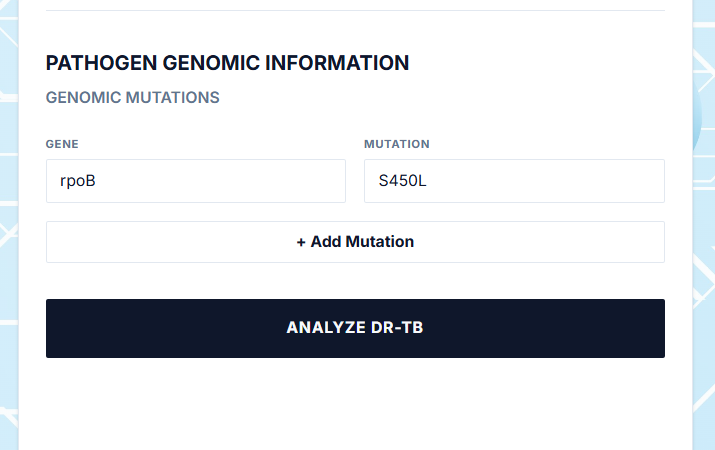 PATHOGEN GENOMIC INFORMATION
GENOMIC MUTATIONS
GENE
MUTATION
rpoB
S450L
+ Add Mutation
ANALYZE DR-TB